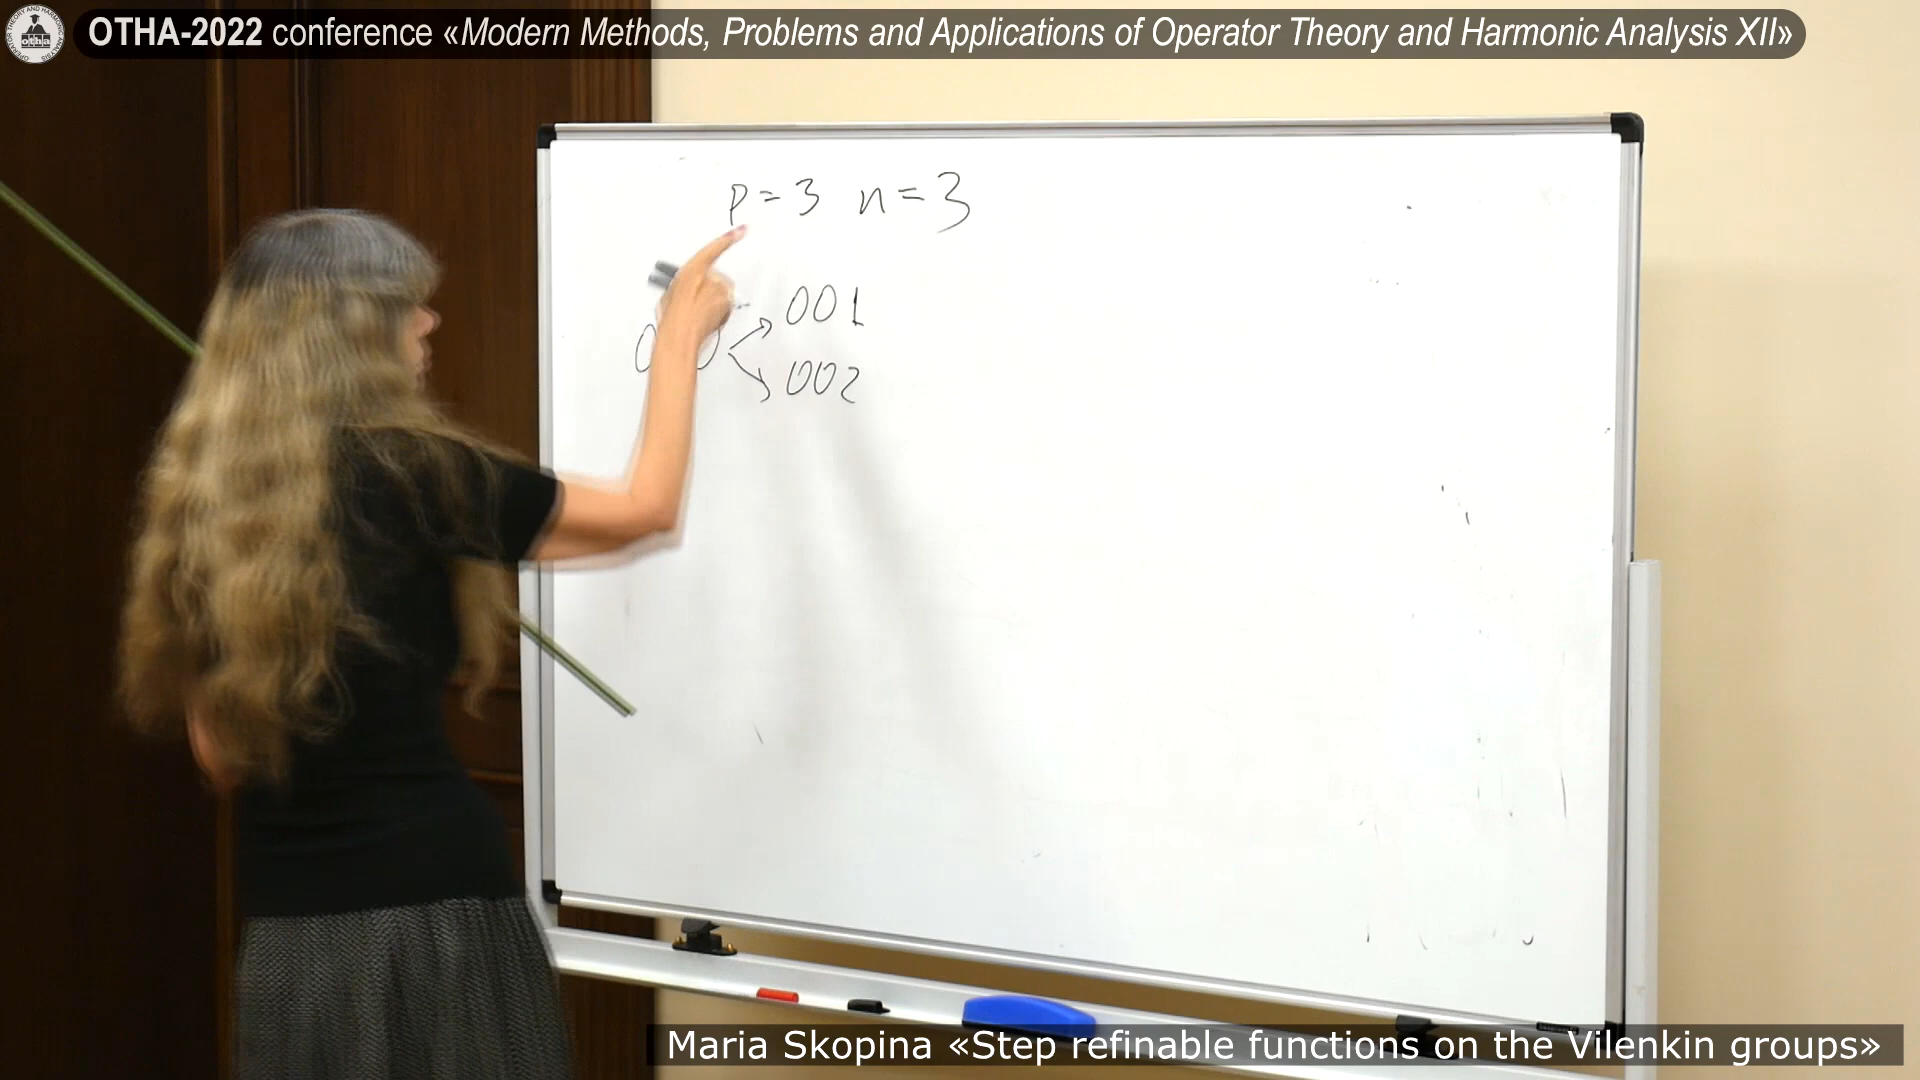 OTHA-2022 conference «Modern Methods, Problems and Applications of Operator Theory and Harmonic Analysis XII»
p=3 n=3
001
002
Maria Skopina «Step refinable functions on the Vilenkin groups»